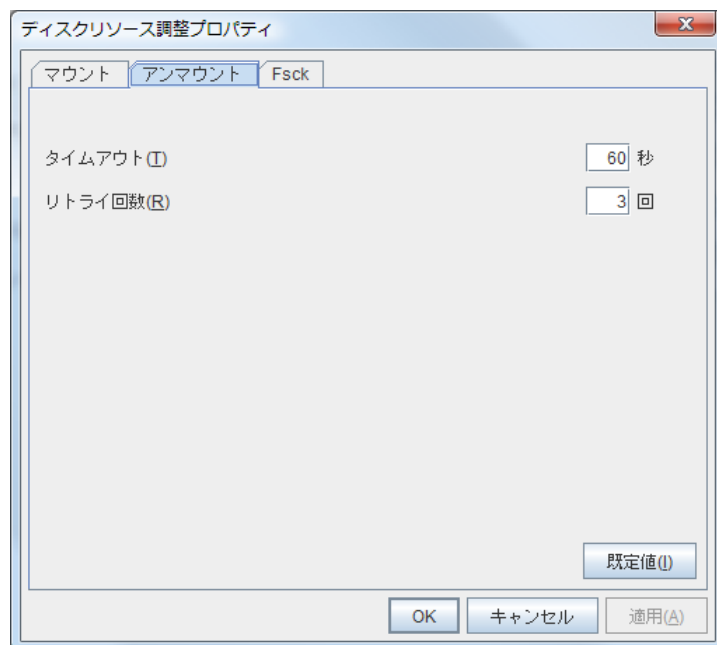 ディスクリソース調整プロパティ
マウント アンマウント Fsck
タイムアウト(T) 60 秒
リトライ回数(R) 3 回
既定値(I)
OK キャンセル 適用(A)